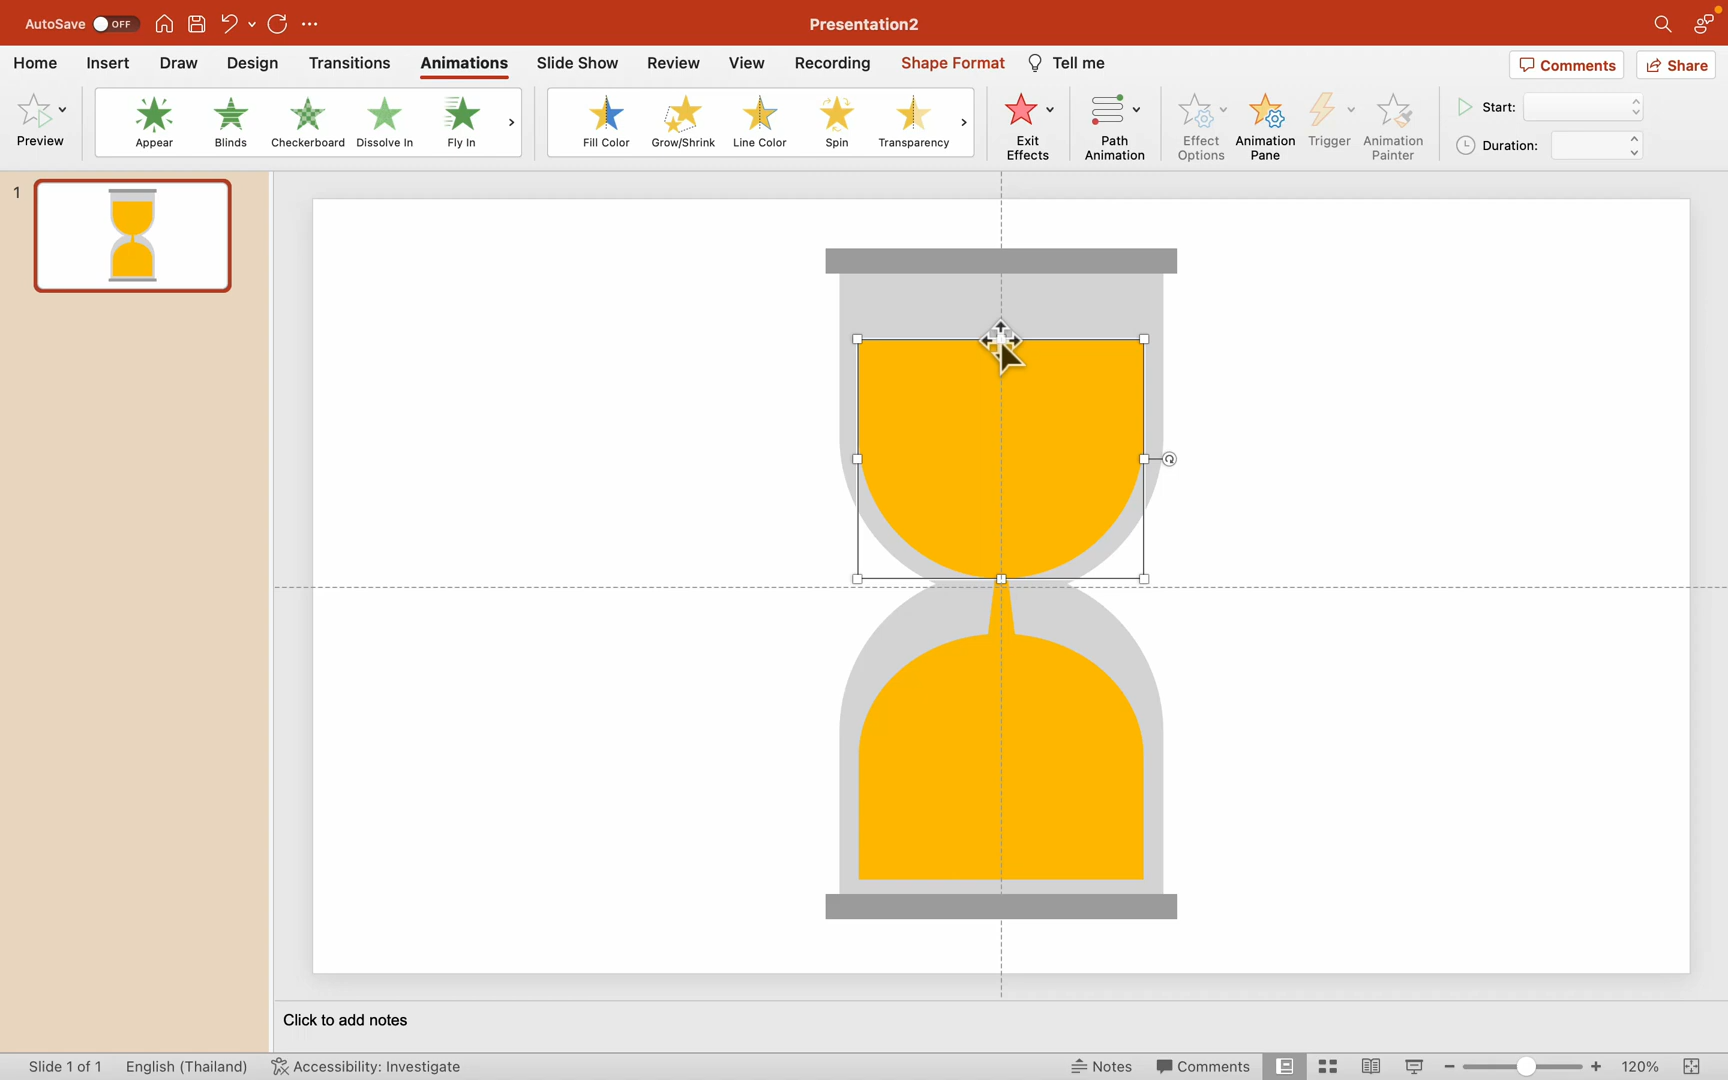 AutoSave OFF
Presentation2
Home Insert Draw Design Transitions Animations Slide Show Review View Recording Shape Format Tell me
Comments Share
Preview
Appear Blinds Checkerboard Dissolve In Fly In
Fill Color Grow/Shrink Line Color Spin Transparency
Exit Effects
Path Animation
Effect Options
Animation Pane
Trigger
Animation Painter
Start:
Duration:
1
Click to add notes
Slide 1 of 1 English (Thailand) Accessibility: Investigate Notes Comments 120%